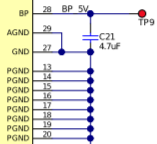 BP 28 BP_5V
TP9
AGND 29
C21
4.7uF
GND 27
PGND 13
PGND 14
PGND 15
PGND 16
PGND 17
PGND 18
PGND 19
PGND 20